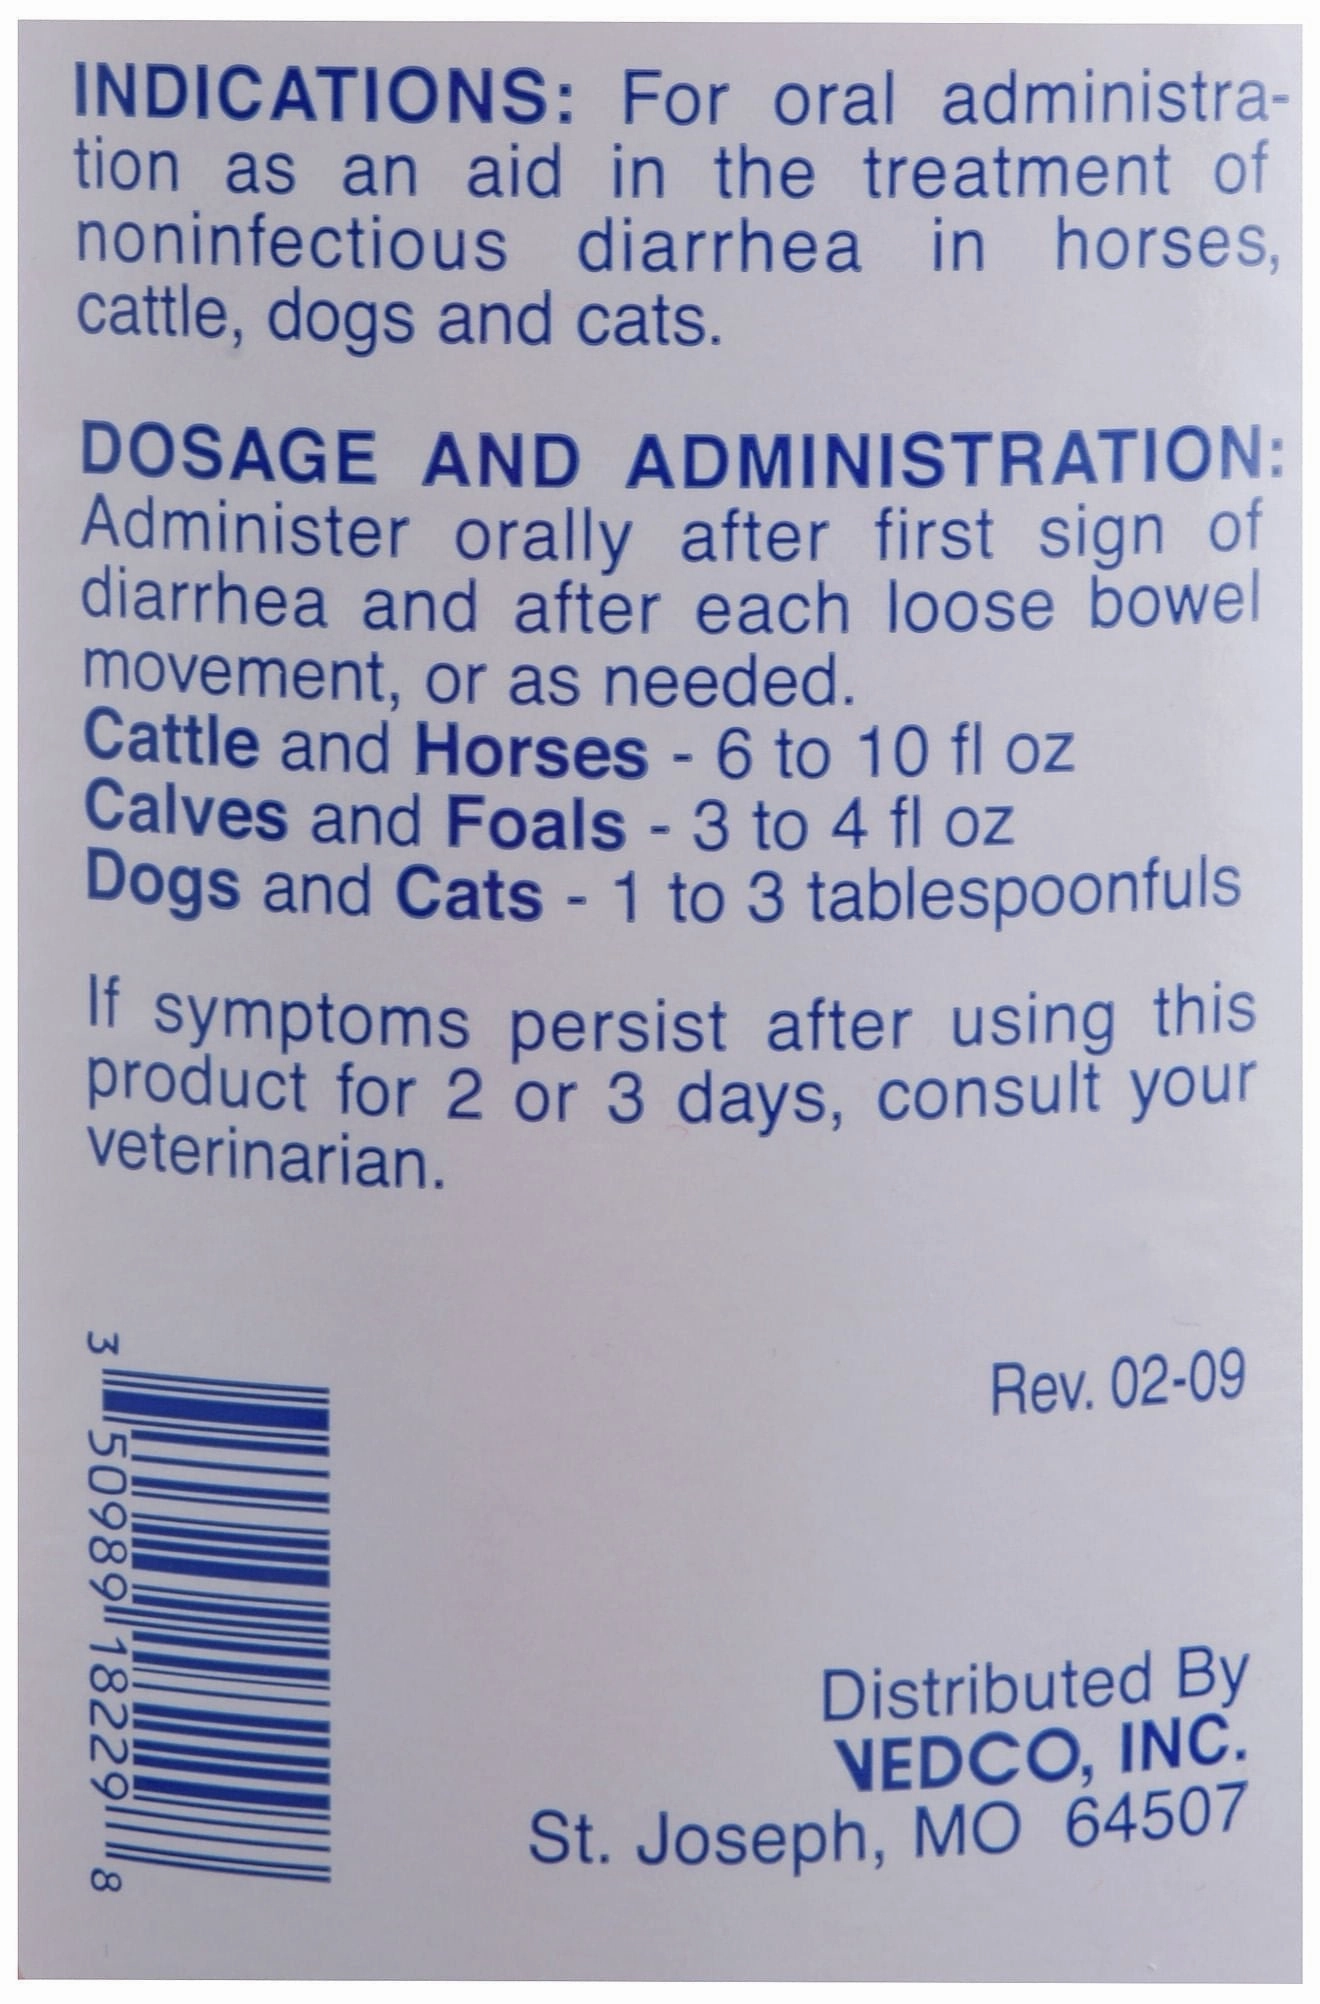 INDICATIONS: For oral administra-
tion as an aid in the treatment of
noninfectious diarrhea in horses,
cattle, dogs and cats.
DOSAGE AND ADMINISTRATION:
Administer orally after first sign of
diarrhea and after each loose bowel
movement, or as needed.
Cattle and Horses - 6 to 10 fl oz
Calves and Foals - 3 to 4 fl oz
Dogs and Cats - 1 to 3 tablespoonfuls
If symptoms persist after using this
product for 2 or 3 days, consult your
veterinarian.
3 50989 18229 8
Rev. 02-09
Distributed By
VEDCO, INC.
St. Joseph, MO 64507